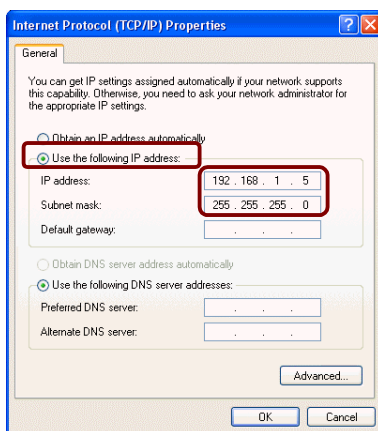 Internet Protocol (TCP/IP) Properties
General
You can get IP settings assigned automatically if your network supports
this capability. Otherwise, you need to ask your network administrator for
the appropriate IP settings.
Obtain an IP address automatically
Use the following IP address:
IP address: 192 . 168 . 1 . 5
Subnet mask: 255 . 255 . 255 . 0
Default gateway: . . .
Obtain DNS server address automatically
Use the following DNS server addresses:
Preferred DNS server: . . .
Alternate DNS server: . . .
Advanced...
OK Cancel